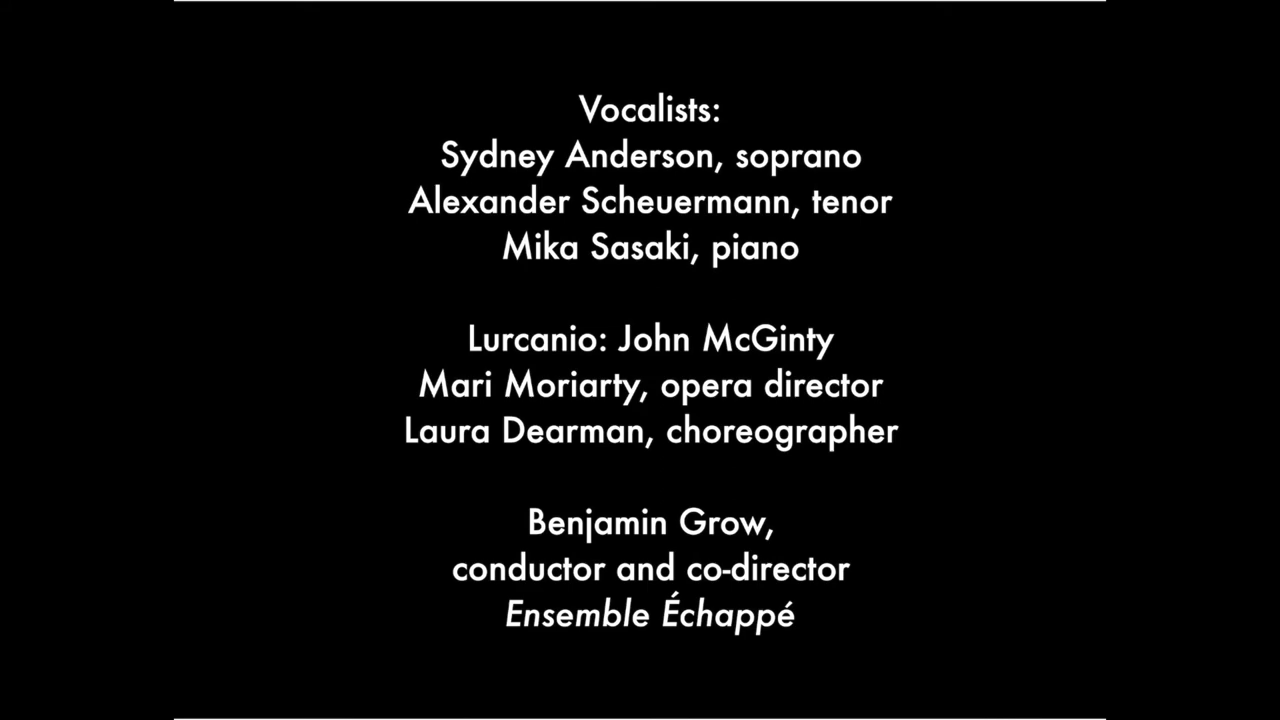 Vocalists:
Sydney Anderson, soprano
Alexander Scheuermann, tenor
Mika Sasaki, piano
Lurcanio: John McGinty
Mari Moriarty, opera director
Laura Dearman, choreographer
Benjamin Grow,
conductor and co-director
Ensemble Échappé